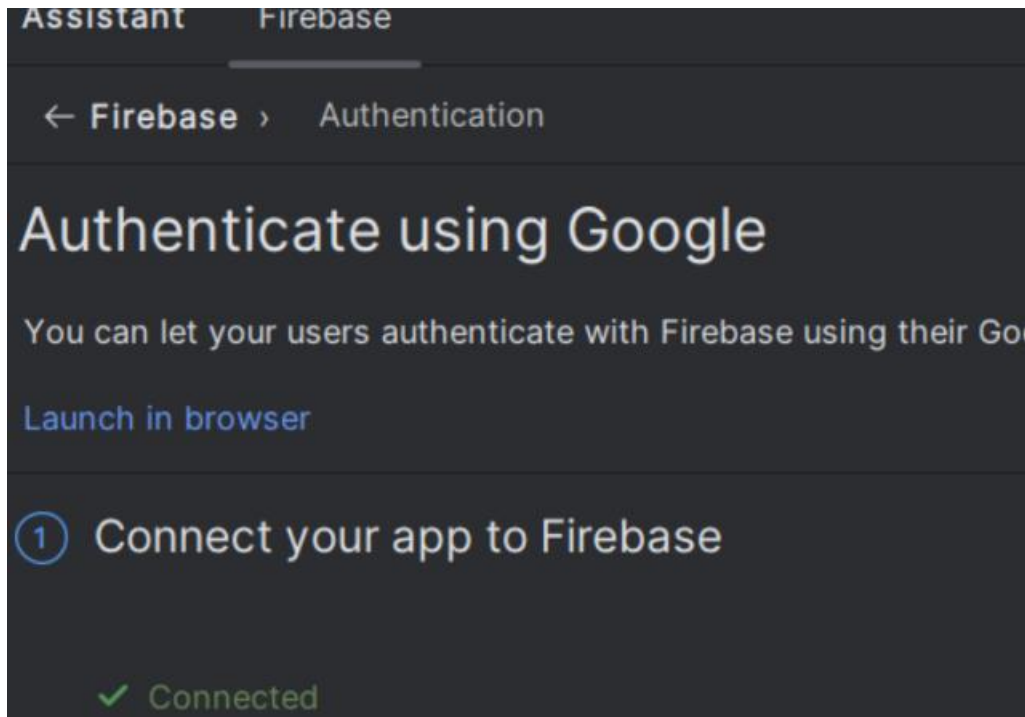 Assistant Firebase
← Firebase › Authentication
Authenticate using Google
You can let your users authenticate with Firebase using their
Launch in browser
1 Connect your app to Firebase
✓ Connected